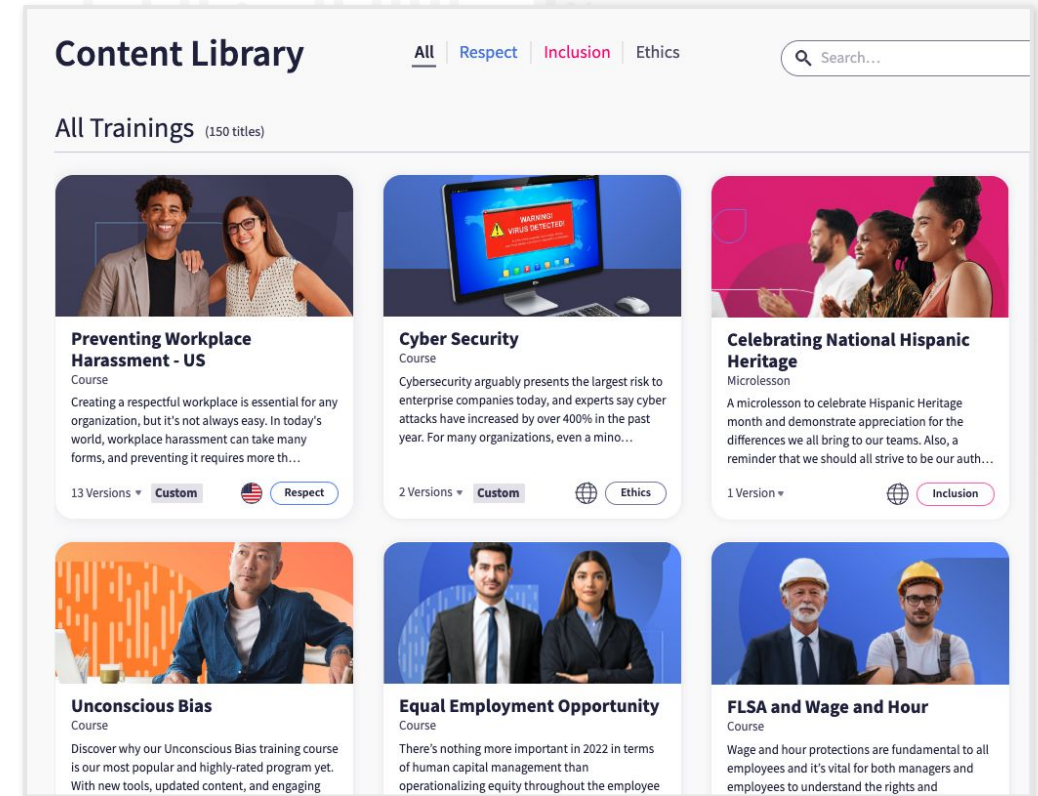 Content Library
All Respect Inclusion Ethics
Search...
All Trainings (150 titles)
WARNING!
VIRUS DETECTED!
Preventing Workplace
Harassment - US
Course
Creating a respectful workplace is essential for any
organization, but it's not always easy. In today's
world, workplace harassment can take many
forms, and preventing it requires more th...
13 Versions Custom Respect
Cyber Security
Course
Cybersecurity arguably presents the largest risk to
enterprise companies today, and experts say cyber
attacks have increased by over 400% in the past
year. For many organizations, even a mino...
2 Versions Custom Ethics
Celebrating National Hispanic
Heritage
Microlesson
A microlesson to celebrate Hispanic Heritage
month and demonstrate appreciation for the
differences we all bring to our teams. Also, a
reminder that we should all strive to be our auth...
1 Version Inclusion
Unconscious Bias
Course
Discover why our Unconscious Bias training course
is our most popular and highly-rated program yet.
With new tools, updated content, and engaging
Equal Employment Opportunity
Course
There's nothing more important in 2022 in terms
of human capital management than
operationalizing equity throughout the employee
FLSA and Wage and Hour
Course
Wage and hour protections are fundamental to all
employees and it's vital for both managers and
employees to understand the rights and